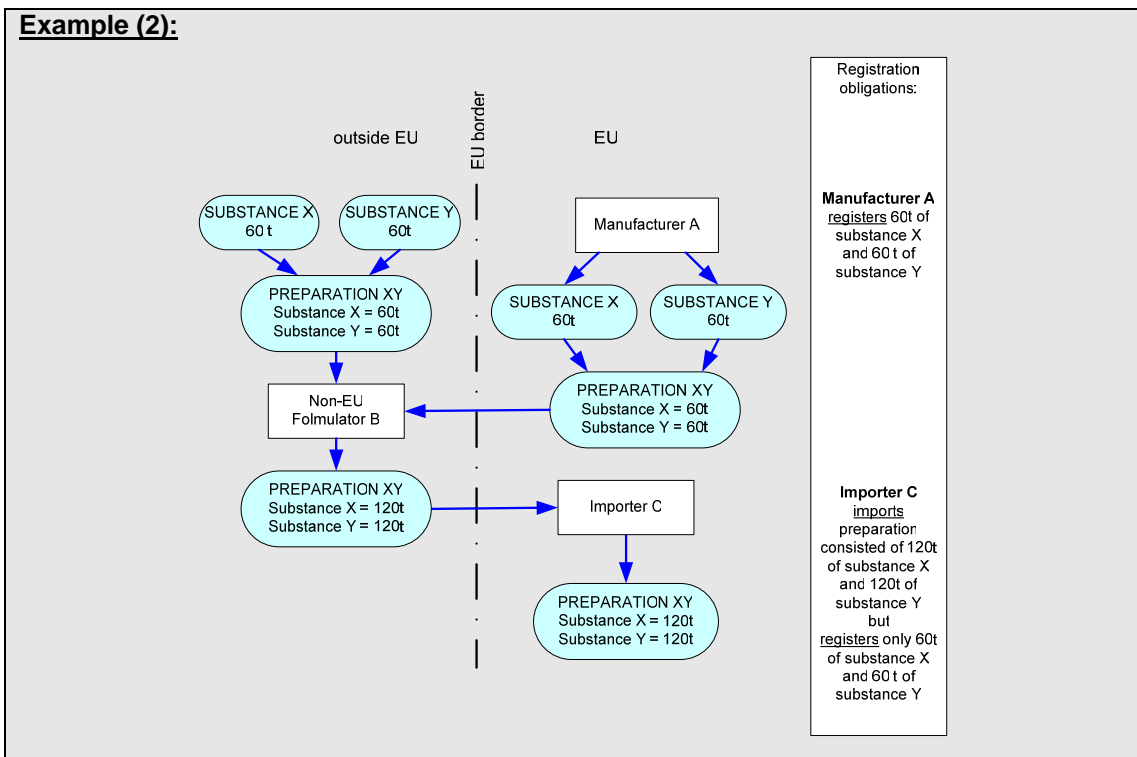 Example (2):
outside EU
EU border
EU
SUBSTANCE X
60 t
SUBSTANCE Y
60t
PREPARATION XY
Substance X = 60t
Substance Y = 60t
Non-EU
Folmulator B
PREPARATION XY
Substance X = 120t
Substance Y = 120t
Manufacturer A
SUBSTANCE X
60t
SUBSTANCE Y
60t
PREPARATION XY
Substance X = 60t
Substance Y = 60t
Importer C
PREPARATION XY
Substance X = 120t
Substance Y = 120t
Registration
obligations:
Manufacturer A
registers 60t of
substance X
and 60 t of
substance Y
Importer C
imports
preparation
consisted of 120t
of substance X
and 120t of
substance Y
but
registers only 60t
of substance X
and 60 t of
substance Y